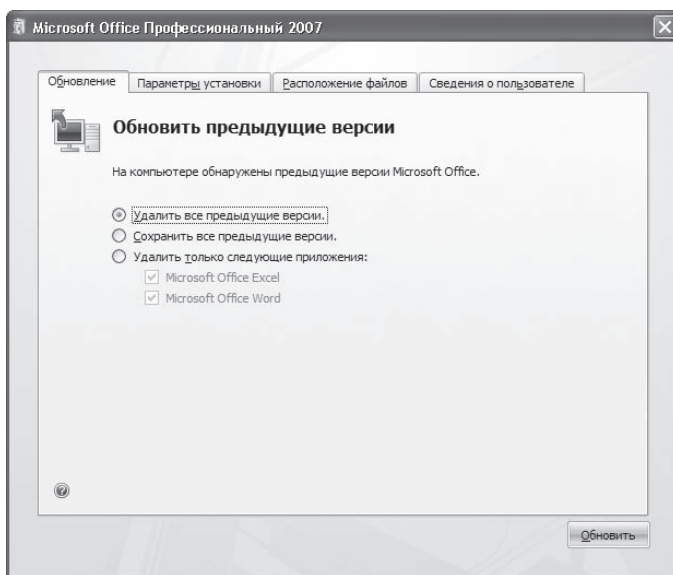 Microsoft Office Профессиональный 2007
Обновление
Параметры установки
Расположение файлов
Сведения о пользователе
Обновить предыдущие версии
На компьютере обнаружены предыдущие версии Microsoft Office.
Удалить все предыдущие версии.
Сохранить все предыдущие версии.
Удалить только следующие приложения:
Microsoft Office Excel
Microsoft Office Word
Обновить